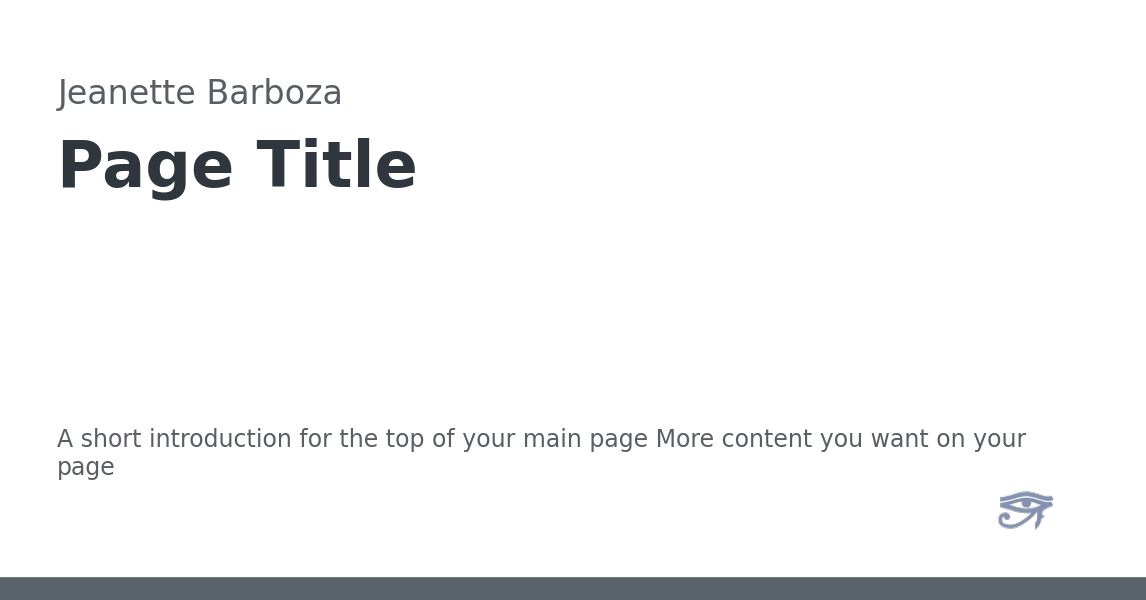 Jeanette Barboza
Page Title
A short introduction for the top of your main page More content you want on your
page